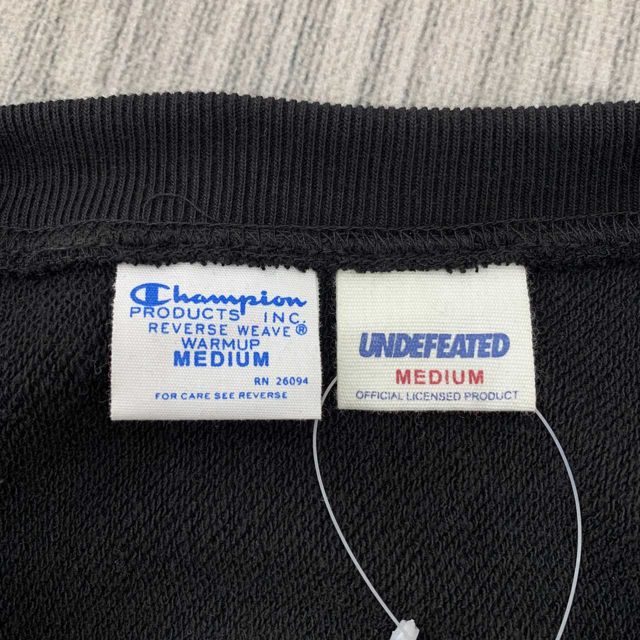 Champion
PRODUCTS INC.
REVERSE WEAVE®
WARMUP
MEDIUM
RN 26094
FOR CARE SEE REVERSE
UNDEFEATED
MEDIUM
OFFICIAL LICENSED PRODUCT